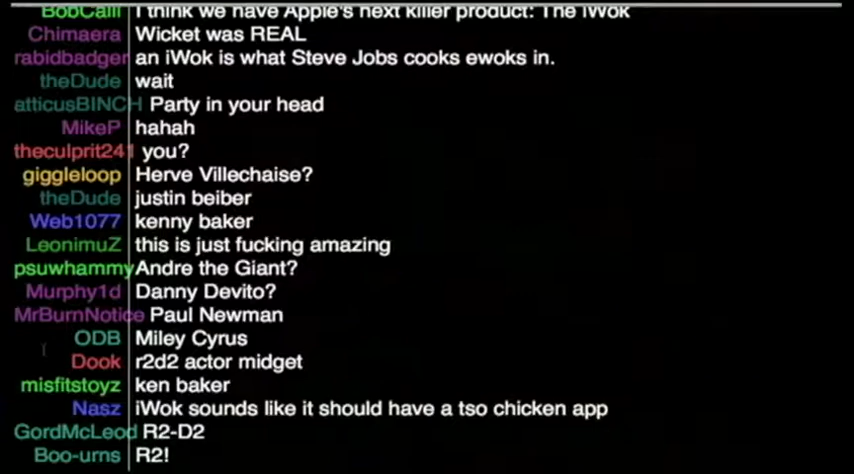 BobCalli I think we have Apple's next killer product: The iWok
Chimaera Wicket was REAL
rabidbadger an iWok is what Steve Jobs cooks ewoks in.
theDude wait
atticusBINCH Party in your head
MikeP hahah
theculprit241 you?
giggleloop Herve Villechaise?
theDude justin beiber
Web1077 kenny baker
LeonimuZ this is just fucking amazing
psuwhammy Andre the Giant?
Murphy1d Danny Devito?
MrBurnNotice Paul Newman
ODB Miley Cyrus
Dook r2d2 actor midget
misfitstoyz ken baker
Nasz iWok sounds like it should have a tso chicken app
GordMcLeod R2-D2
Boo-urns R2!